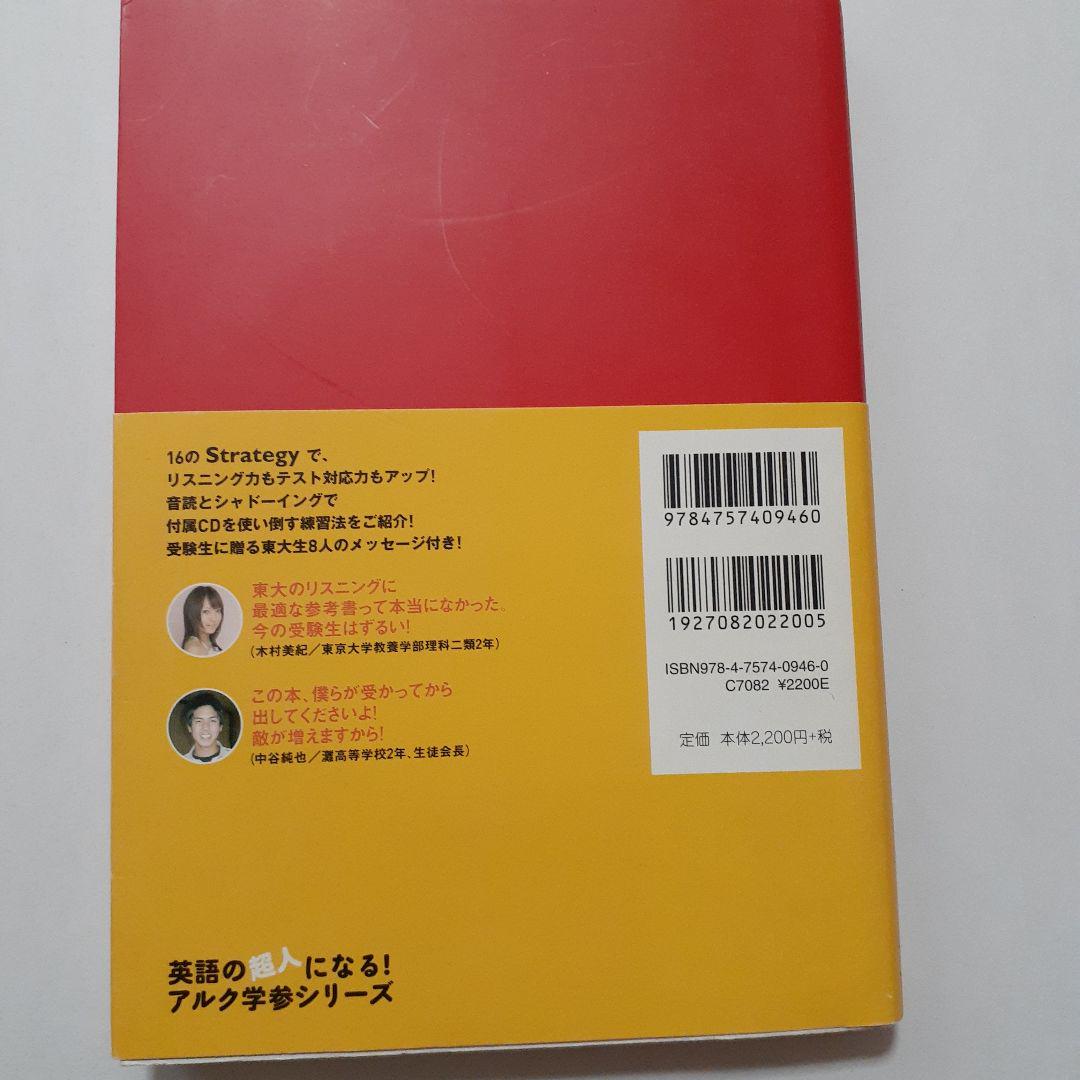 16のStrategyで、
リスニング力もテスト対応力もアップ!
音読とシャドーイングで
付属CDを使い倒す練習法をご紹介!
受験生に贈る東大生8人のメッセージ付き!
東大のリスニングに
最適な参考書って本当になかった。
今の受験生はずるい!
(木村美紀/東京大学教養学部理科二類2年)
この本、僕らが受かってから
出してくださいよ!
敵が増えますから!
(中谷純也/灘高等学校2年、生徒会長)
英語の超人になる!
アルク学参シリーズ
9784757409460
1927082022005
ISBN978-4-7574-0946-0
C7082 ¥2200E
定価 本体2,200円+税